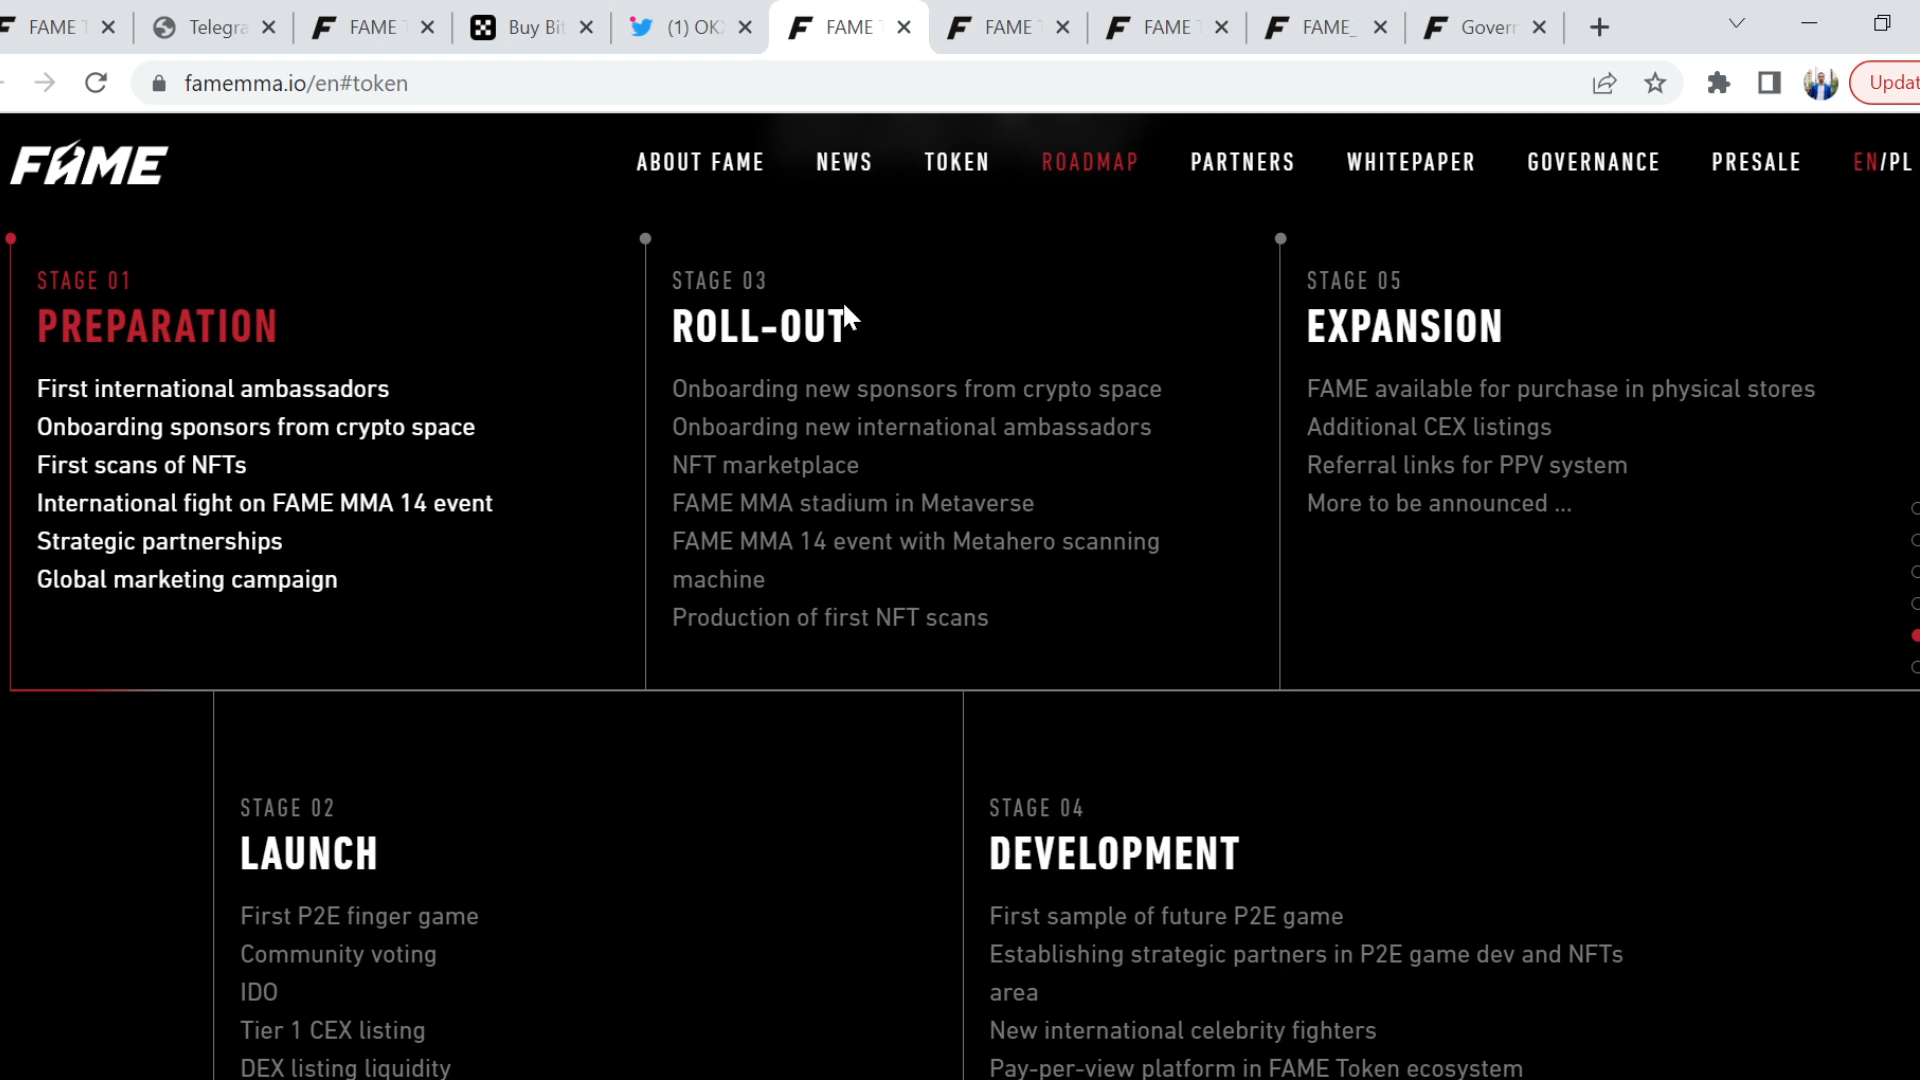 FAME T
Telegra
FAME T
Buy Bit
(1) OK
FAME T
FAME T
FAME T
FAME_
Govern
famemma.io/en#token
Updat
FAME
ABOUT FAME
NEWS
TOKEN
ROADMAP
PARTNERS
WHITEPAPER
GOVERNANCE
PRESALE
EN/PL
STAGE 01
PREPARATION
First international ambassadors
Onboarding sponsors from crypto space
First scans of NFTs
International fight on FAME MMA 14 event
Strategic partnerships
Global marketing campaign
STAGE 03
ROLL-OUT
Onboarding new sponsors from crypto space
Onboarding new international ambassadors
NFT marketplace
FAME MMA stadium in Metaverse
FAME MMA 14 event with Metahero scanning
machine
Production of first NFT scans
STAGE 05
EXPANSION
FAME available for purchase in physical stores
Additional CEX listings
Referral links for PPV system
More to be announced ...
STAGE 02
LAUNCH
First P2E finger game
Community voting
IDO
Tier 1 CEX listing
DEX listing liquidity
STAGE 04
DEVELOPMENT
First sample of future P2E game
Establishing strategic partners in P2E game dev and NFTs
area
New international celebrity fighters
Pay-per-view platform in FAME Token ecosystem